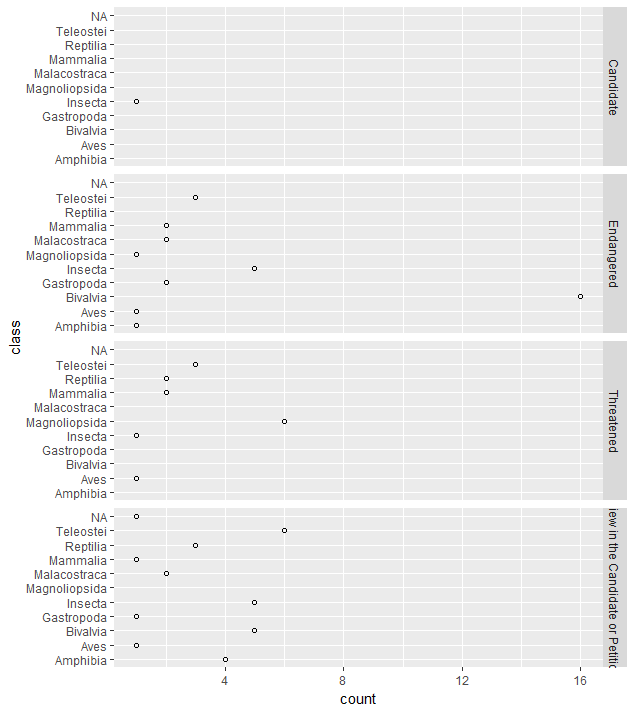 NA
Teleostei
Reptilia
Mammalia
Malacostraca
Magnoliopsida
Insecta
Gastropoda
Bivalvia
Aves
Amphibia
Candidate
NA
Teleostei
Reptilia
Mammalia
Malacostraca
Magnoliopsida
Insecta
Gastropoda
Bivalvia
Aves
Amphibia
Endangered
class
NA
Teleostei
Reptilia
Mammalia
Malacostraca
Magnoliopsida
Insecta
Gastropoda
Bivalvia
Aves
Amphibia
Threatened
NA
Teleostei
Reptilia
Mammalia
Malacostraca
Magnoliopsida
Insecta
Gastropoda
Bivalvia
Aves
Amphibia
in the Candidate or
4 8 12 16
count